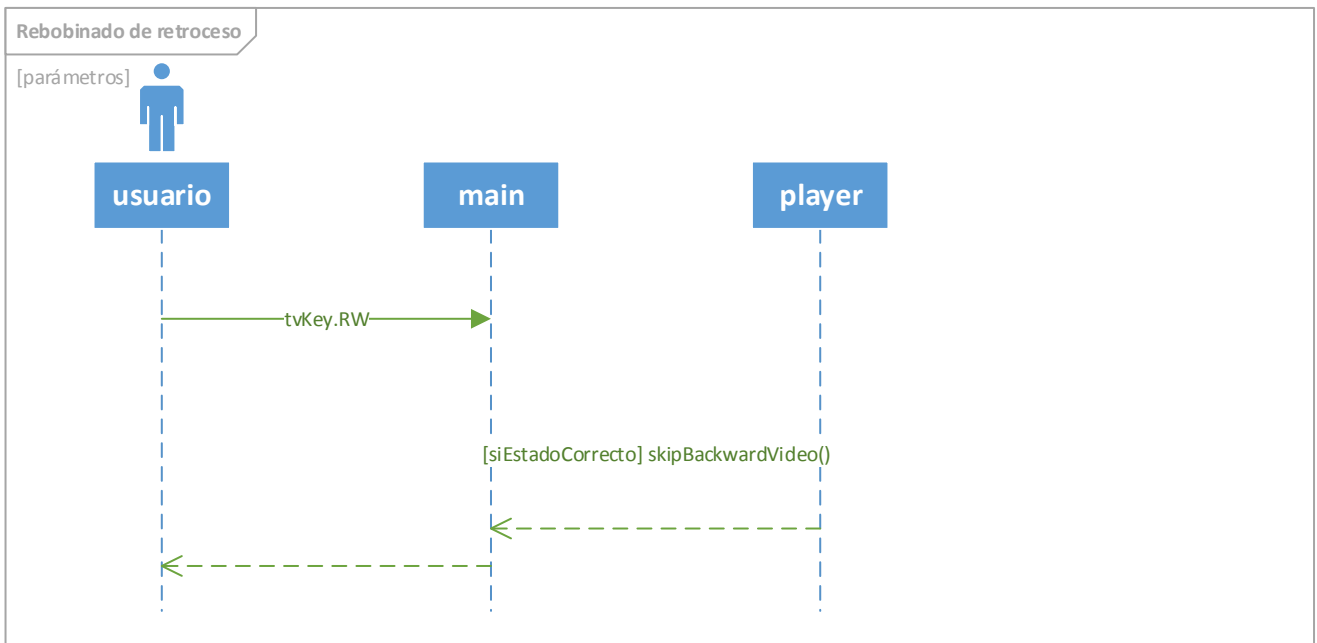 Rebobinado de retroceso
[parámetros]
usuario
main
player
tvKey.RW
[siEstadoCorrecto] skipBackwardVideo()